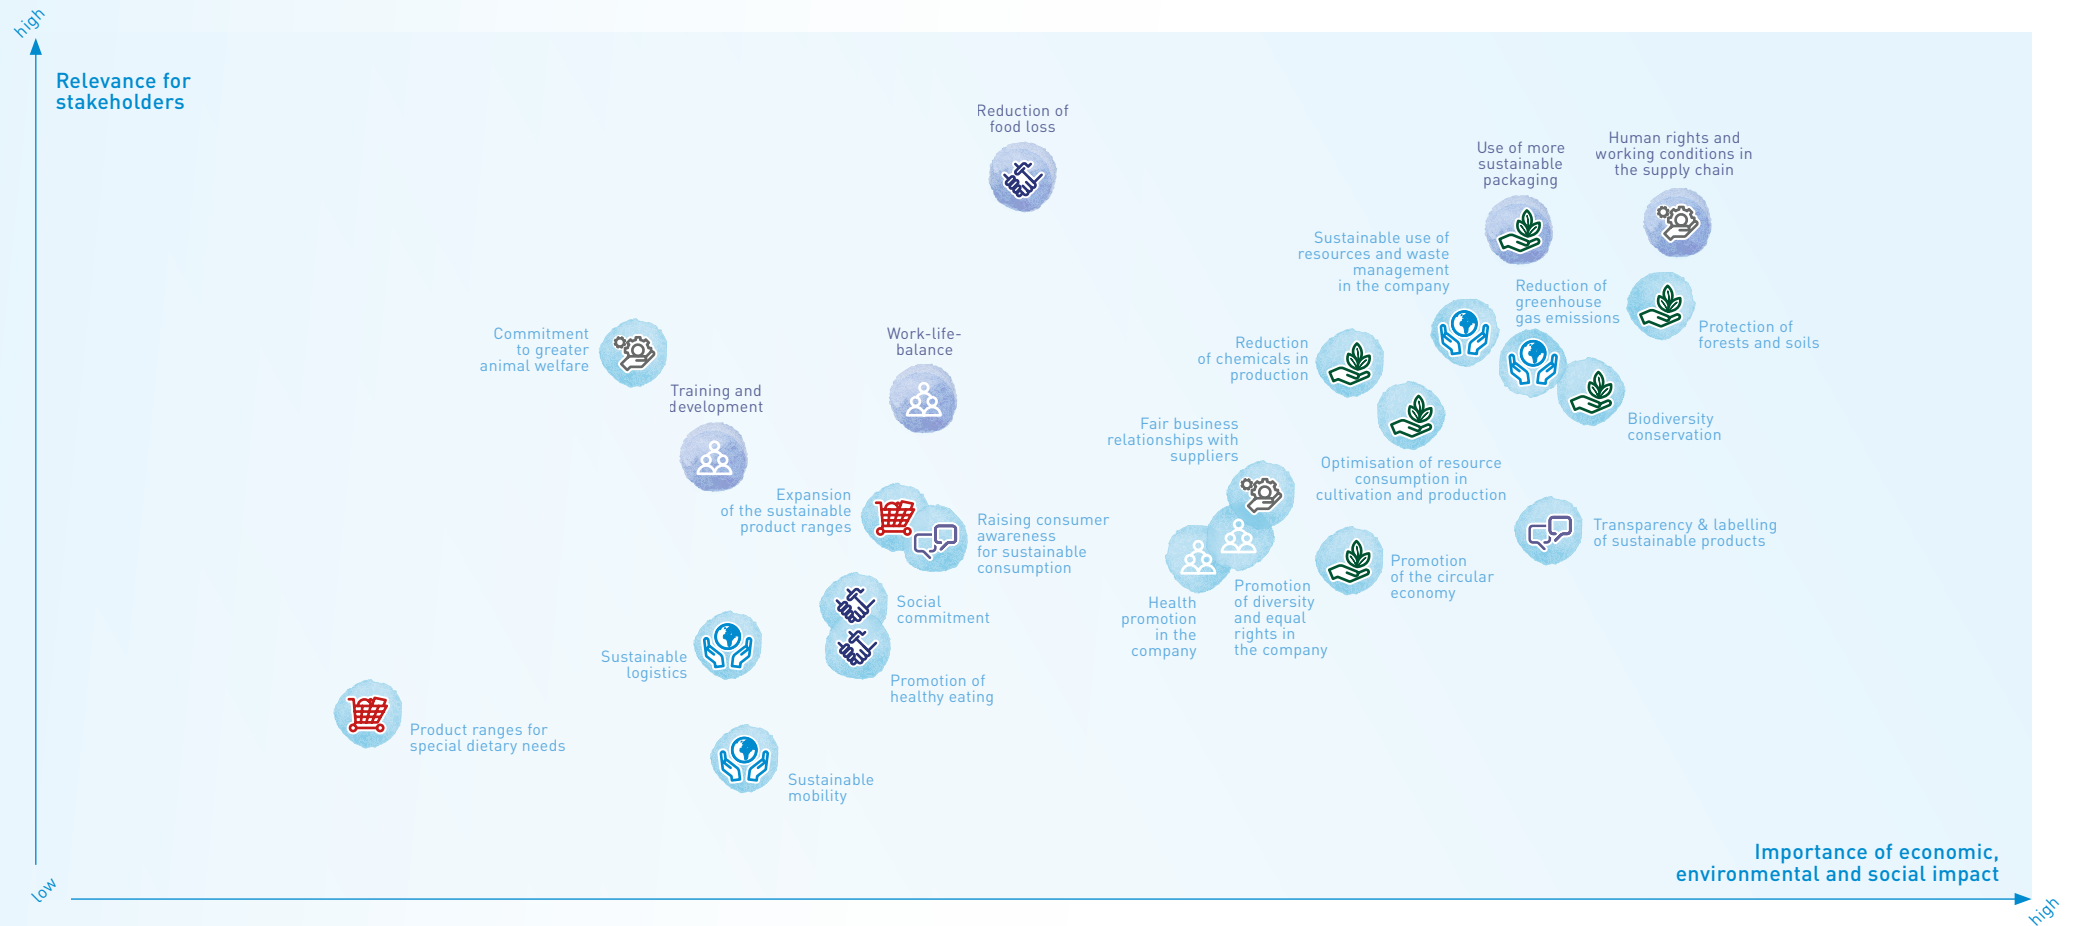 high
Relevance for
stakeholders
Reduction of
food loss
Use of more
sustainable
packaging
Human rights and
working conditions in
the supply chain
Sustainable use of
resources and waste
management
in the company
Reduction of
greenhouse
gas emissions
Protection of
forests and soils
Commitment
to greater
animal welfare
Work-life-
balance
Reduction
of chemicals in
production
Training and
development
Biodiversity
conservation
Fair business
relationships with
suppliers
Optimisation of resource
consumption in
cultivation and production
Expansion
of the sustainable
product ranges
Raising consumer
awareness
for sustainable
consumption
Transparency & labelling
of sustainable products
Promotion
of the circular
economy
Health
promotion
in the
company
Promotion
of diversity
and equal
rights in
the company
Social
commitment
Sustainable
logistics
Promotion of
healthy eating
Product ranges for
special dietary needs
Sustainable
mobility
Importance of economic,
environmental and social impact
low
high